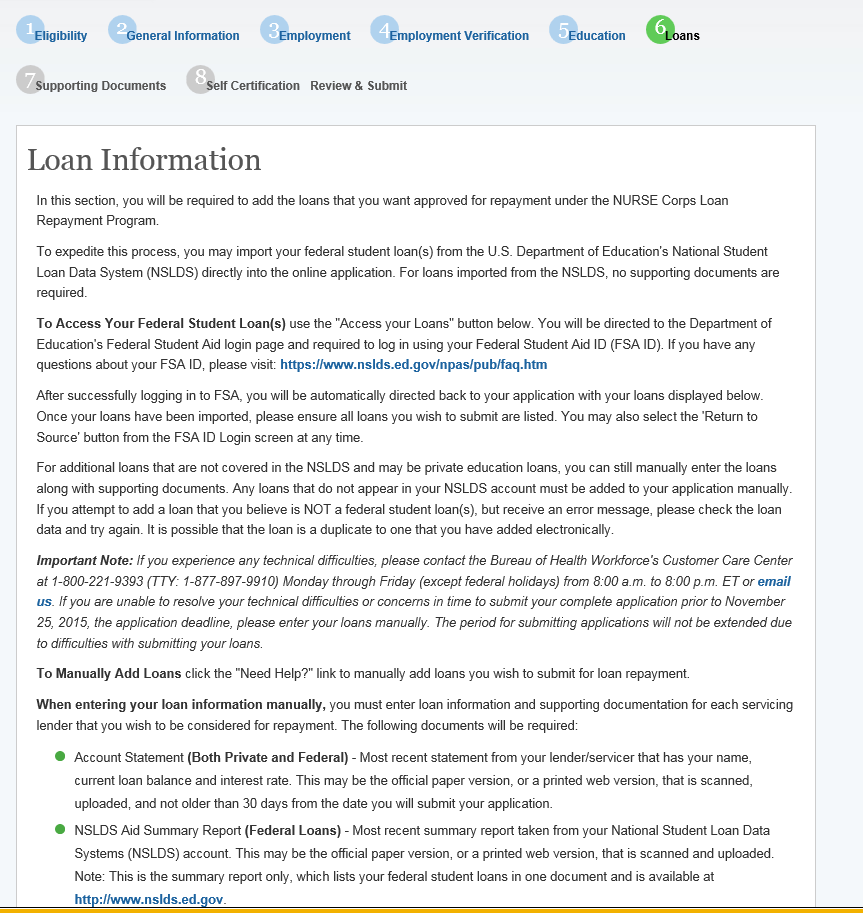 1 Eligibility 2 General Information 3 Employment 4 Employment Verification 5 Education 6 Loans
7 Supporting Documents 8 Self Certification Review & Submit
Loan Information
In this section, you will be required to add the loans that you want approved for repayment under the NURSE Corps Loan
Repayment Program.
To expedite this process, you may import your federal student loan(s) from the U.S. Department of Education's National Student
Loan Data System (NSLDS) directly into the online application. For loans imported from the NSLDS, no supporting documents are
required.
To Access Your Federal Student Loan(s) use the "Access your Loans" button below. You will be directed to the Department of
Education's Federal Student Aid login page and required to log in using your Federal Student Aid ID (FSA ID). If you have any
questions about your FSA ID, please visit: https://www.nslds.ed.gov/npas/pub/faq.htm
After successfully logging in to FSA, you will be automatically directed back to your application with your loans displayed below.
Once your loans have been imported, please ensure all loans you wish to submit are listed. You may also select the 'Return to
Source' button from the FSA ID Login screen at any time.
For additional loans that are not covered in the NSLDS and may be private education loans, you can still manually enter the loans
along with supporting documents. Any loans that do not appear in your NSLDS account must be added to your application manually.
If you attempt to add a loan that you believe is NOT a federal student loan(s), but receive an error message, please check the loan
data and try again. It is possible that the loan is a duplicate to one that you have added electronically.
Important Note: If you experience any technical difficulties, please contact the Bureau of Health Workforce's Customer Care Center
at 1-800-221-9393 (TTY: 1-877-897-9910) Monday through Friday (except federal holidays) from 8:00 a.m. to 8:00 p.m. ET or email
us. If you are unable to resolve your technical difficulties or concerns in time to submit your complete application prior to November
25, 2015, the application deadline, please enter your loans manually. The period for submitting applications will not be extended due
to difficulties with submitting your loans.
To Manually Add Loans click the "Need Help?" link to manually add loans you wish to submit for loan repayment.
When entering your loan information manually, you must enter loan information and supporting documentation for each servicing
lender that you wish to be considered for repayment. The following documents will be required:
Account Statement (Both Private and Federal) - Most recent statement from your lender/servicer that has your name,
current loan balance and interest rate. This may be the official paper version, or a printed web version, that is scanned,
uploaded, and not older than 30 days from the date you will submit your application.
NSLDS Aid Summary Report (Federal Loans) - Most recent summary report taken from your National Student Loan Data
Systems (NSLDS) account. This may be the official paper version, or a printed web version, that is scanned and uploaded.
Note: This is the summary report only, which lists your federal student loans in one document and is available at
http://www.nslds.ed.gov.